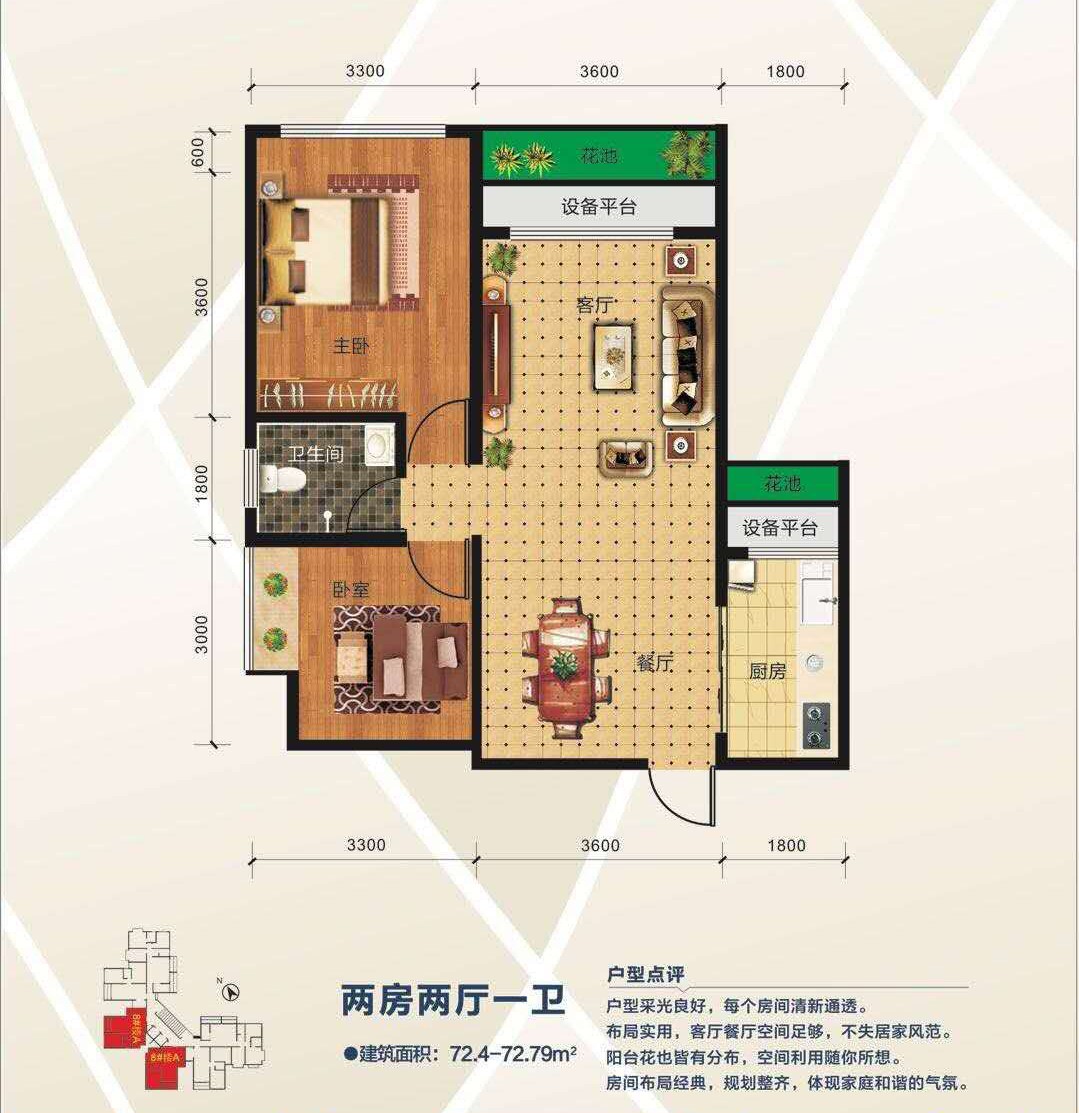 3300 3600 1800
600
花池
设备平台
3600
客厅
主卧
1800
卫生间
花池
设备平台
3000
卧室
餐厅
厨房
3300 3600 1800
N
8#楼A
8#楼A
两房两厅一卫
●建筑面积：72.4-72.79m²
户型点评
户型采光良好，每个房间清新通透。
布局实用，客厅餐厅空间足够，不失居家风范。
阳台花也皆有分布，空间利用随你所想。
房间布局经典，规划整齐，体现家庭和谐的气氛。